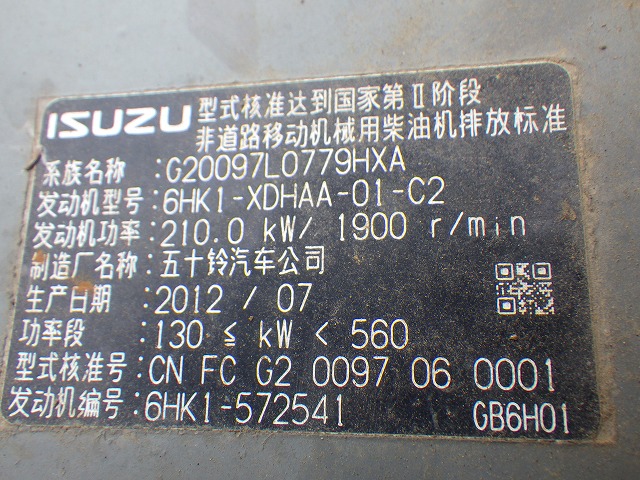 ISUZU 型式核准达到国家第Ⅱ阶段
非道路移动机械用柴油机排放标准
系族名称 :G20097L0779HXA
发动机型号:6HK1-XDHAA-01-C2
发动机功率:210.0 kW/ 1900 r/min
制造厂名称:五十铃汽车公司
生产日期 :2012 / 07
功率段 :130 ≦ kW < 560
型式核准号:CN FC G2 0097 06 0001
发动机编号:6HK1-572541 GB6H01